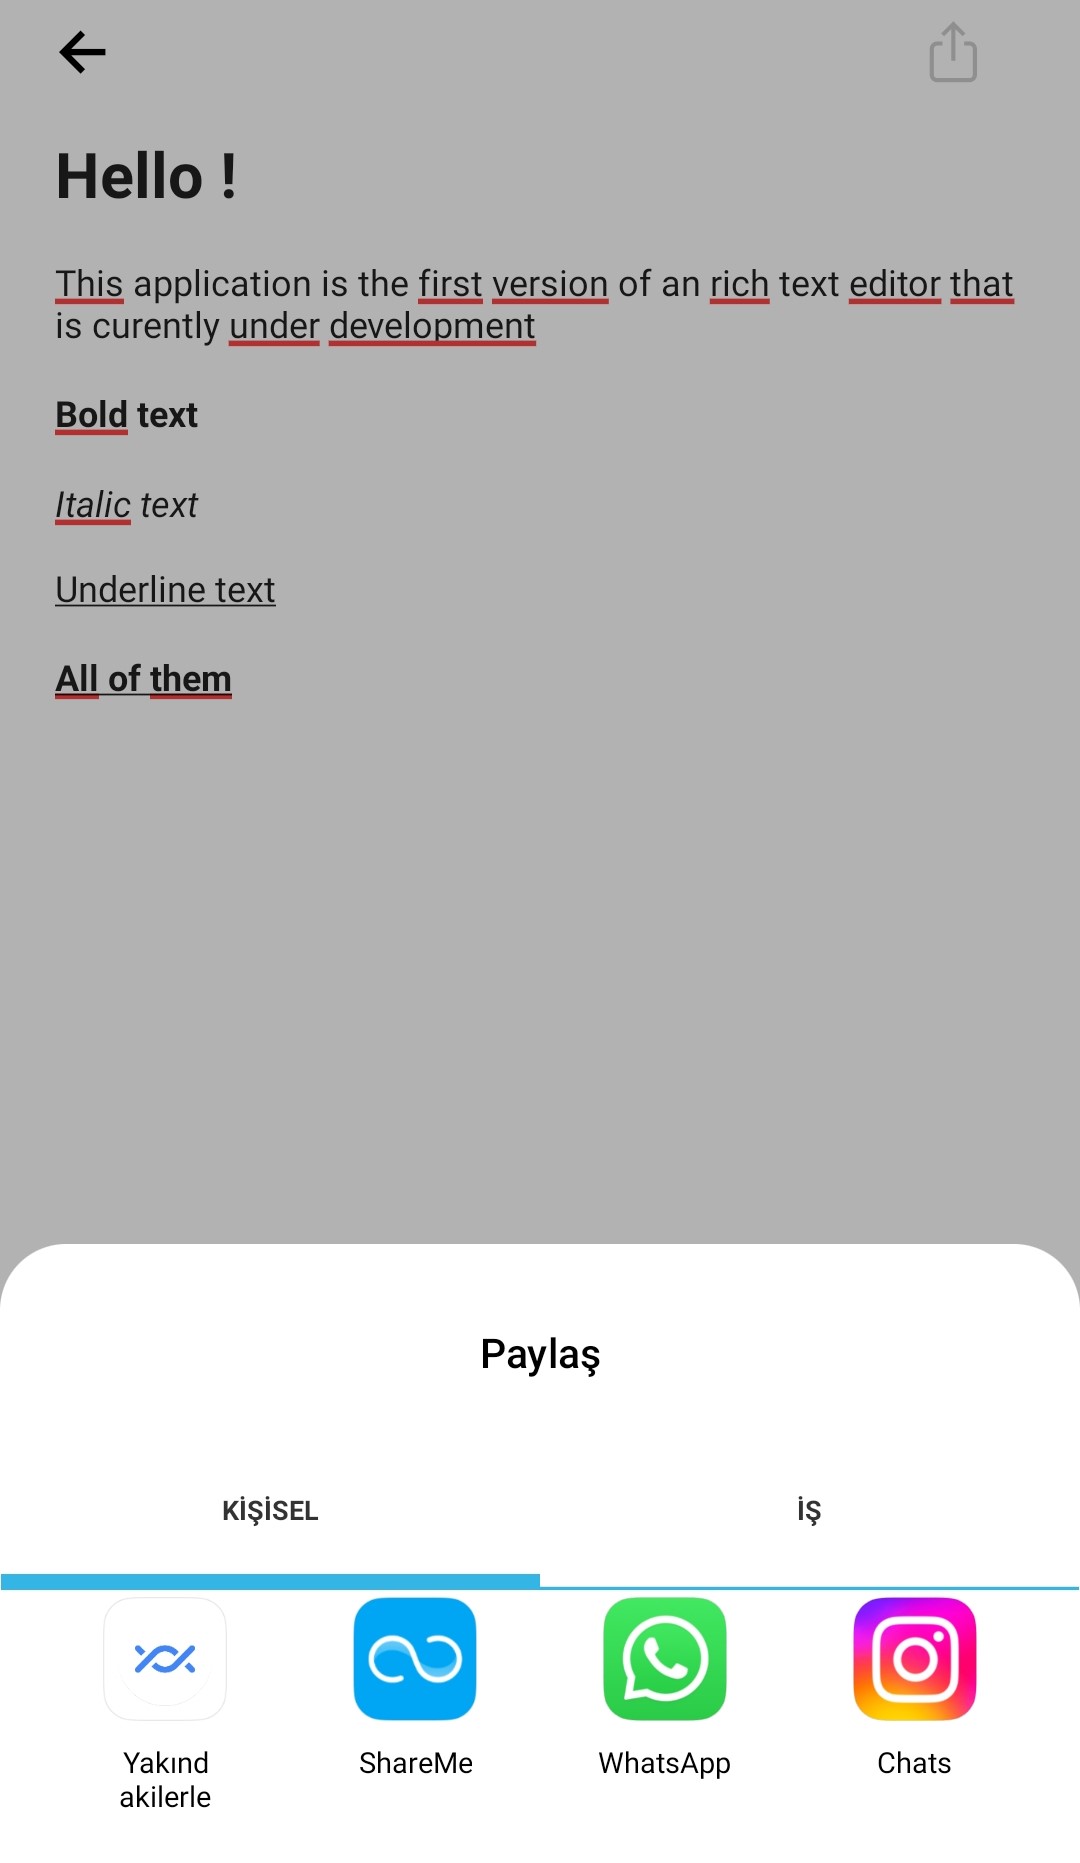 Hello !
This application is the first version of an rich text editor that
is curently under development
Bold text
Italic text
Underline text
All of them
Paylaş
KİŞİSEL
İŞ
Yakınd
akilerle
ShareMe
WhatsApp
Chats